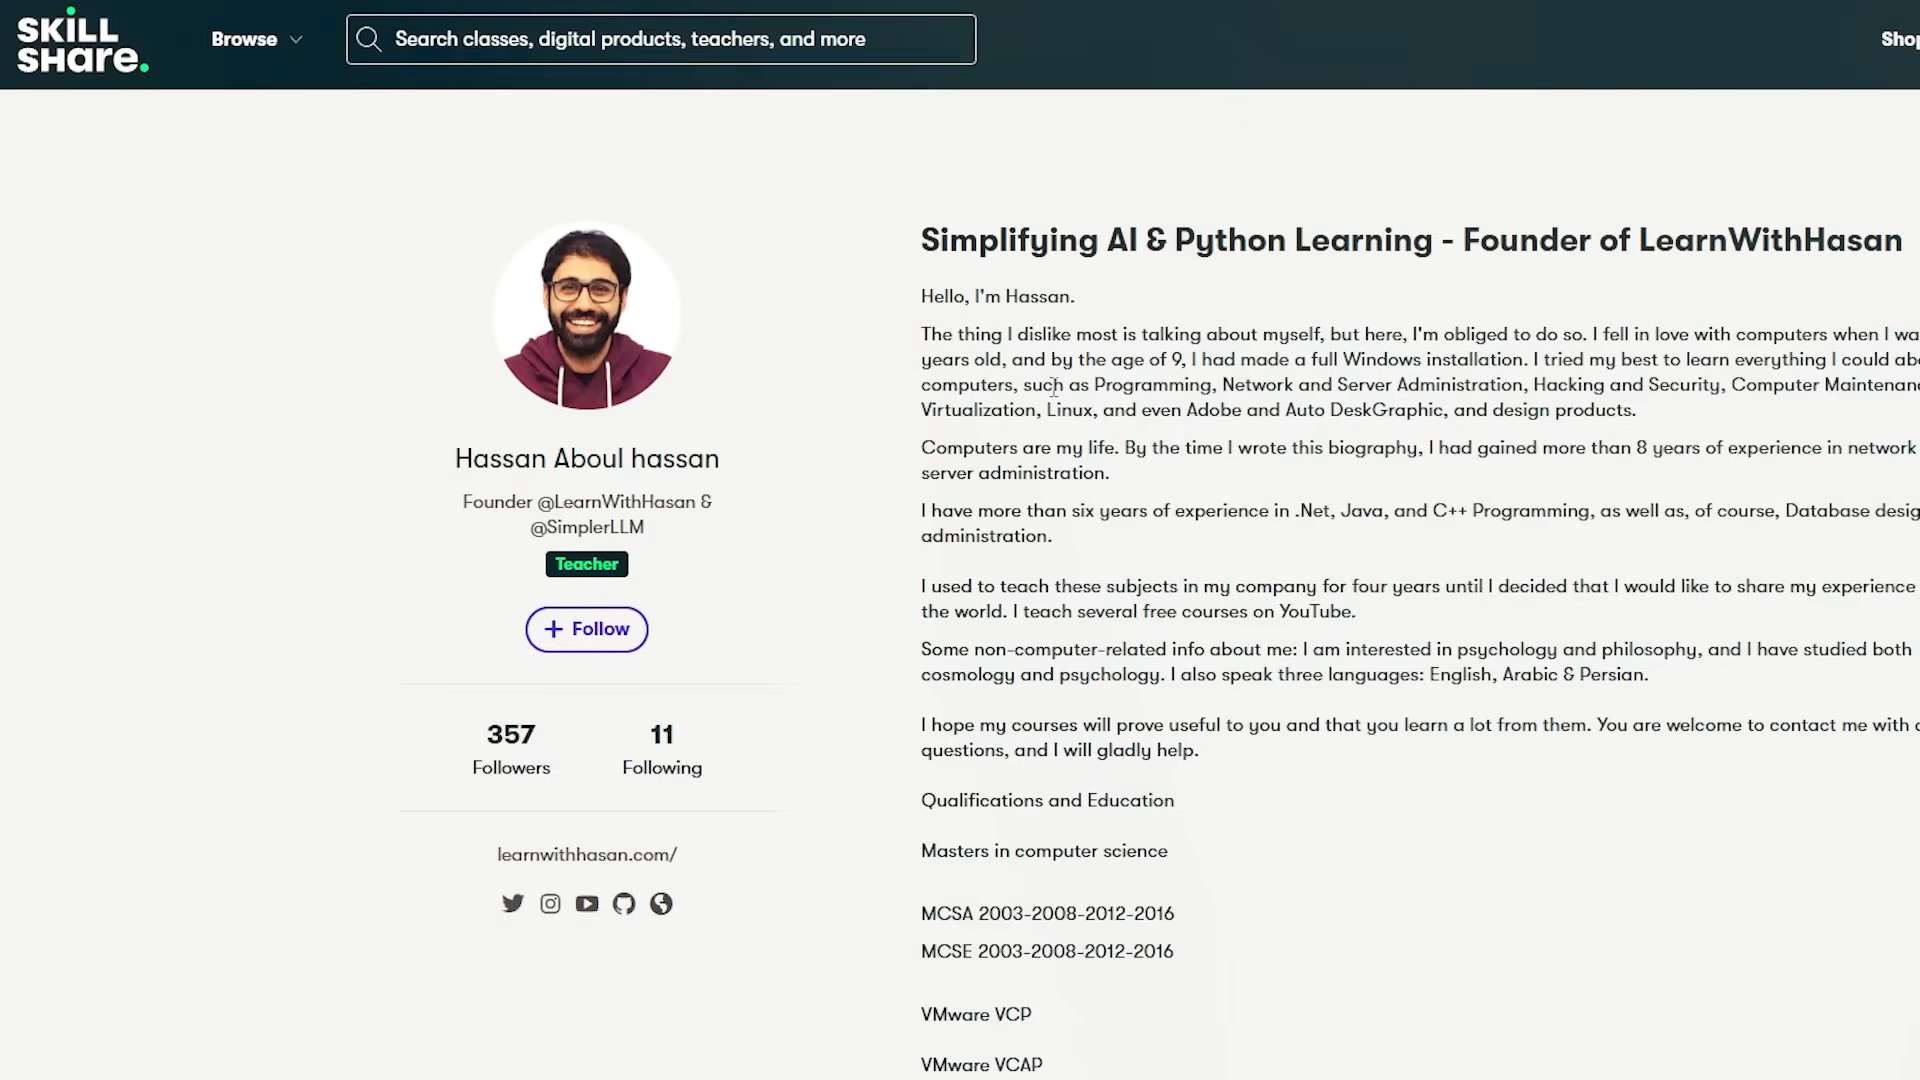 SKILL
SHare.
Browse
Search classes, digital products, teachers, and more
Simplifying AI & Python Learning - Founder of LearnWithHasan
Hello, I'm Hassan.
The thing I dislike most is talking about myself, but here, I'm obliged to do so. I fell in love with computers when I
years old, and by the age of 9, I had made a full Windows installation. I tried my best to learn everything I could
computers, such as Programming, Network and Server Administration, Hacking and Security, Computer
Virtualization, Linux, and even Adobe and Auto DeskGraphic, and design products.
Computers are my life. By the time I wrote this biography, I had gained more than 8 years of experience in network
server administration.
I have more than six years of experience in .Net, Java, and C++ Programming, as well as, of course, Database
administration.
I used to teach these subjects in my company for four years until I decided that I would like to share my experience
the world. I teach several free courses on YouTube.
Some non-computer-related info about me: I am interested in psychology and philosophy, and I have studied both
cosmology and psychology. I also speak three languages: English, Arabic & Persian.
I hope my courses will prove useful to you and that you learn a lot from them. You are welcome to contact me with
questions, and I will gladly help.
Qualifications and Education
Masters in computer science
MCSA 2003-2008-2012-2016
MCSE 2003-2008-2012-2016
VMware VCP
VMware VCAP
Hassan Aboul hassan
Founder @LearnWithHasan &
@SimplerLLM
Teacher
+ Follow
357 11
Followers Following
learnwithhasan.com/